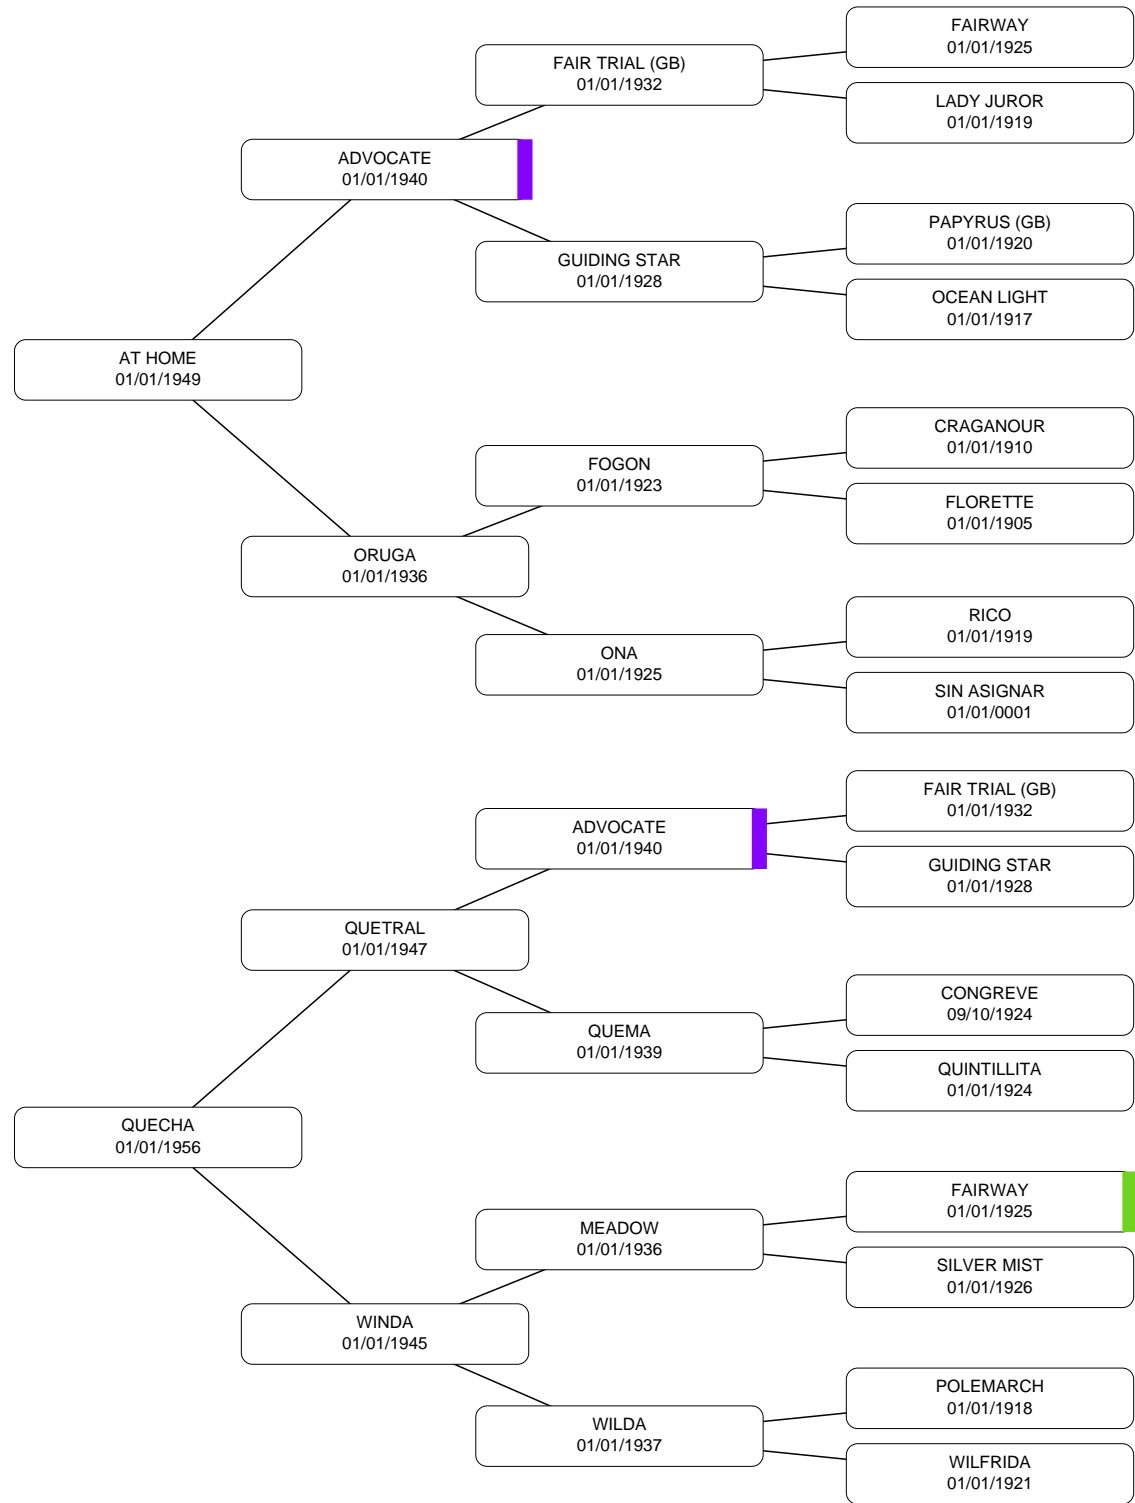 FAIRWAY
01/01/1925
FAIR TRIAL (GB)
01/01/1932
LADY JUROR
01/01/1919
ADVOCATE
01/01/1940
PAPYRUS (GB)
01/01/1920
GUIDING STAR
01/01/1928
OCEAN LIGHT
01/01/1917
AT HOME
01/01/1949
CRAGANOUR
01/01/1910
FOGON
01/01/1923
FLORETTE
01/01/1905
ORUGA
01/01/1936
RICO
01/01/1919
ONA
01/01/1925
SIN ASIGNAR
01/01/0001
FAIR TRIAL (GB)
01/01/1932
ADVOCATE
01/01/1940
GUIDING STAR
01/01/1928
QUETRAL
01/01/1947
CONGREVE
09/10/1924
QUEMA
01/01/1939
QUINTILLITA
01/01/1924
QUECHA
01/01/1956
FAIRWAY
01/01/1925
MEADOW
01/01/1936
SILVER MIST
01/01/1926
WINDA
01/01/1945
POLEMARCH
01/01/1918
WILDA
01/01/1937
WILFRIDA
01/01/1921